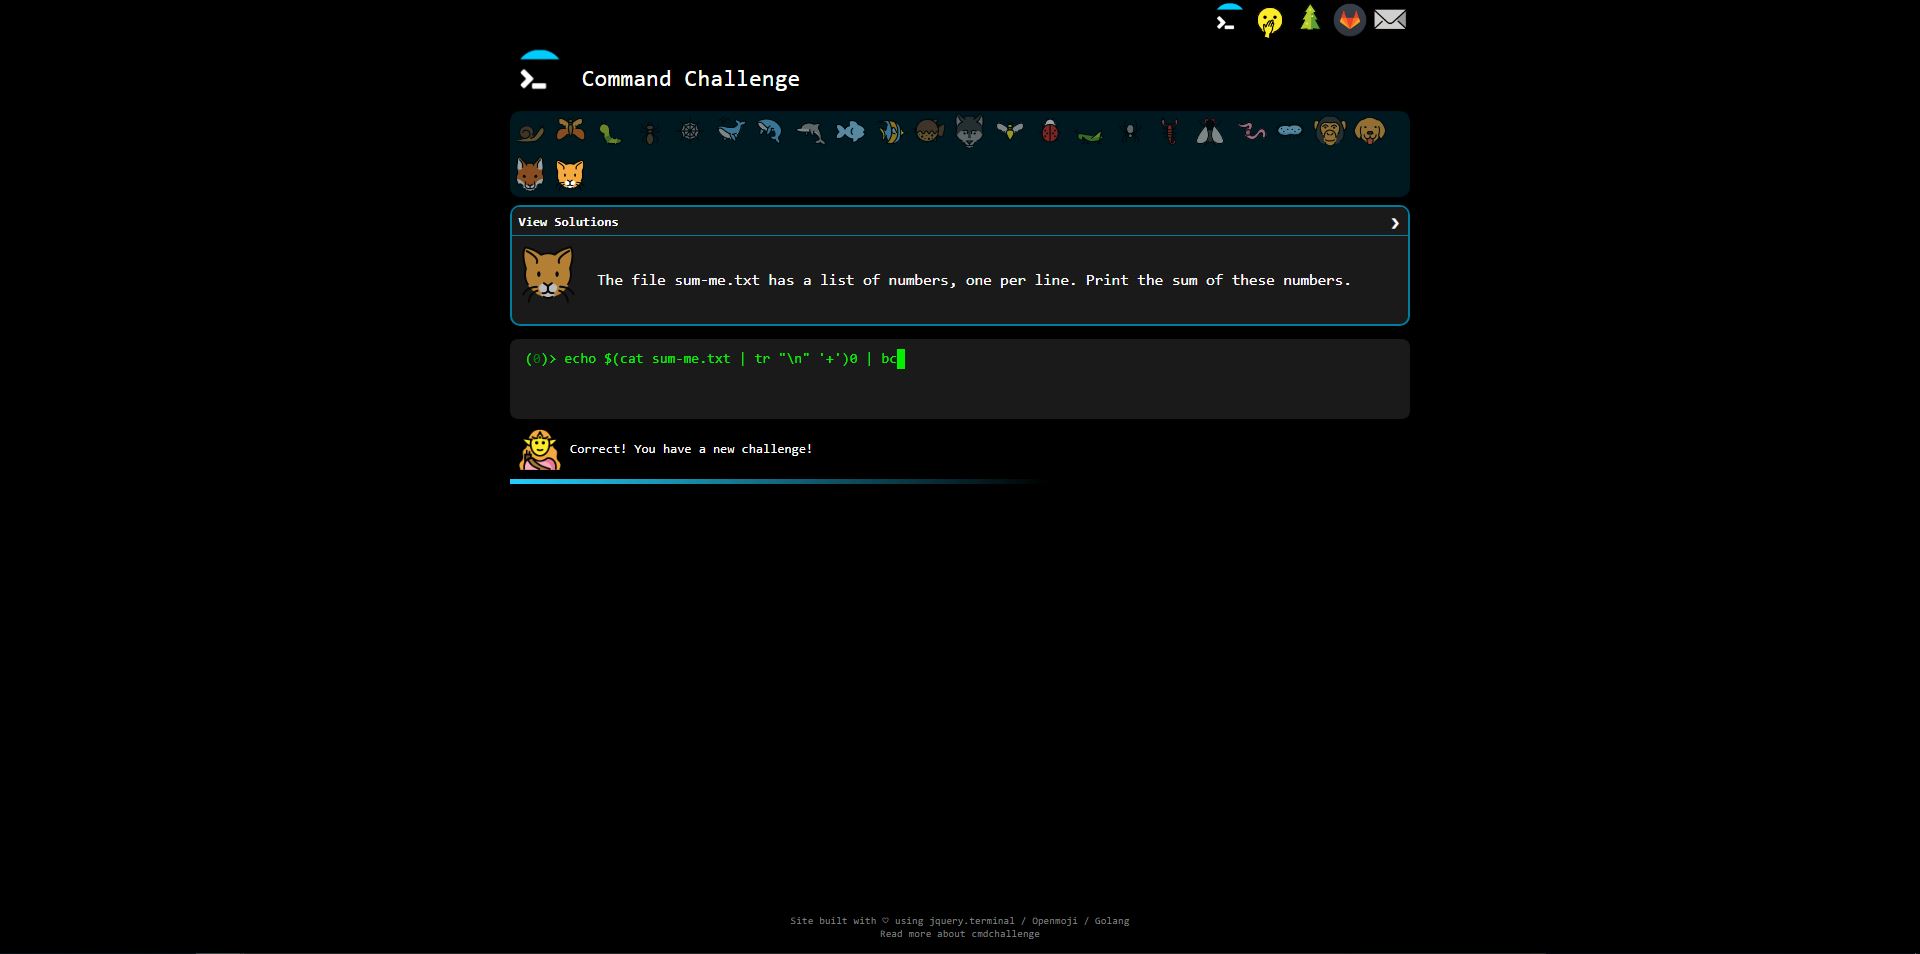 Command Challenge
View Solutions
The file sum-me.txt has a list of numbers, one per line. Print the sum of these numbers.
(0)> echo $(cat sum-me.txt | tr "\n" '+')0 | bc
Correct! You have a new challenge!
Site built with ♡ using jquery.terminal / Openmoji / Golang
Read more about cmdchallenge